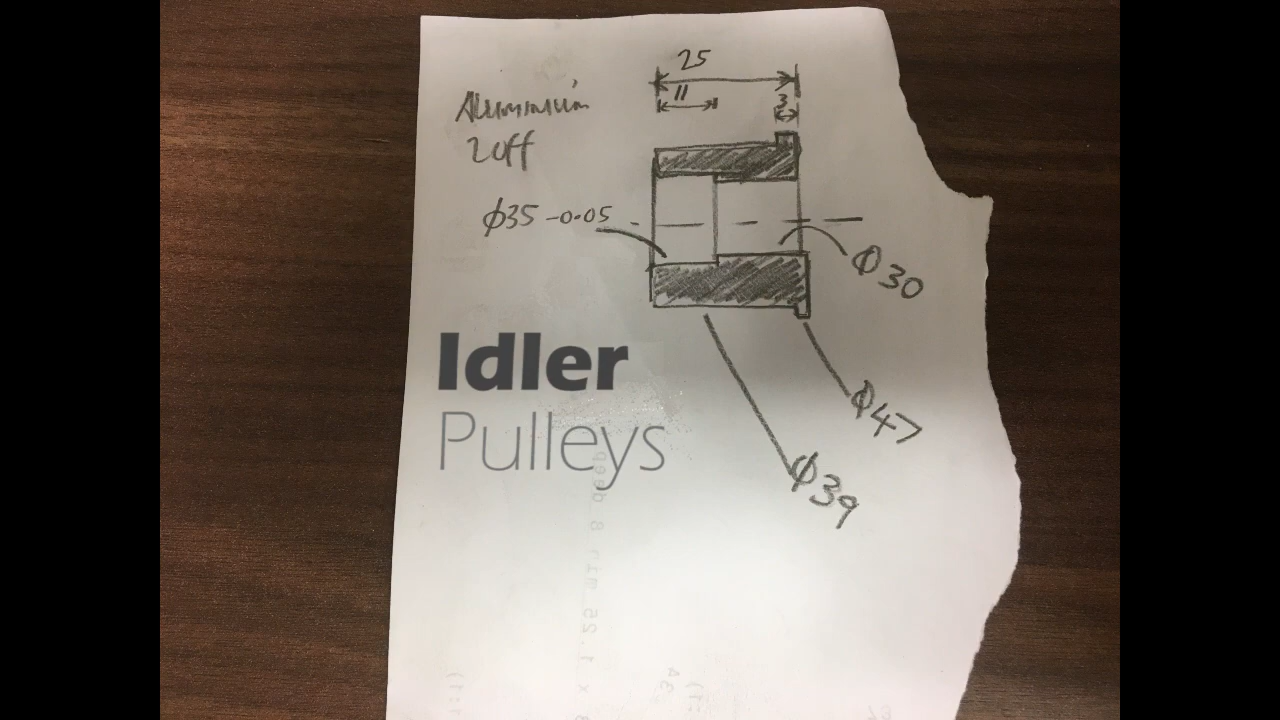 25
11
3
Aluminium
2off
Ø35 -0.05
Ø30
Idler
Pulleys
Ø47
Ø39